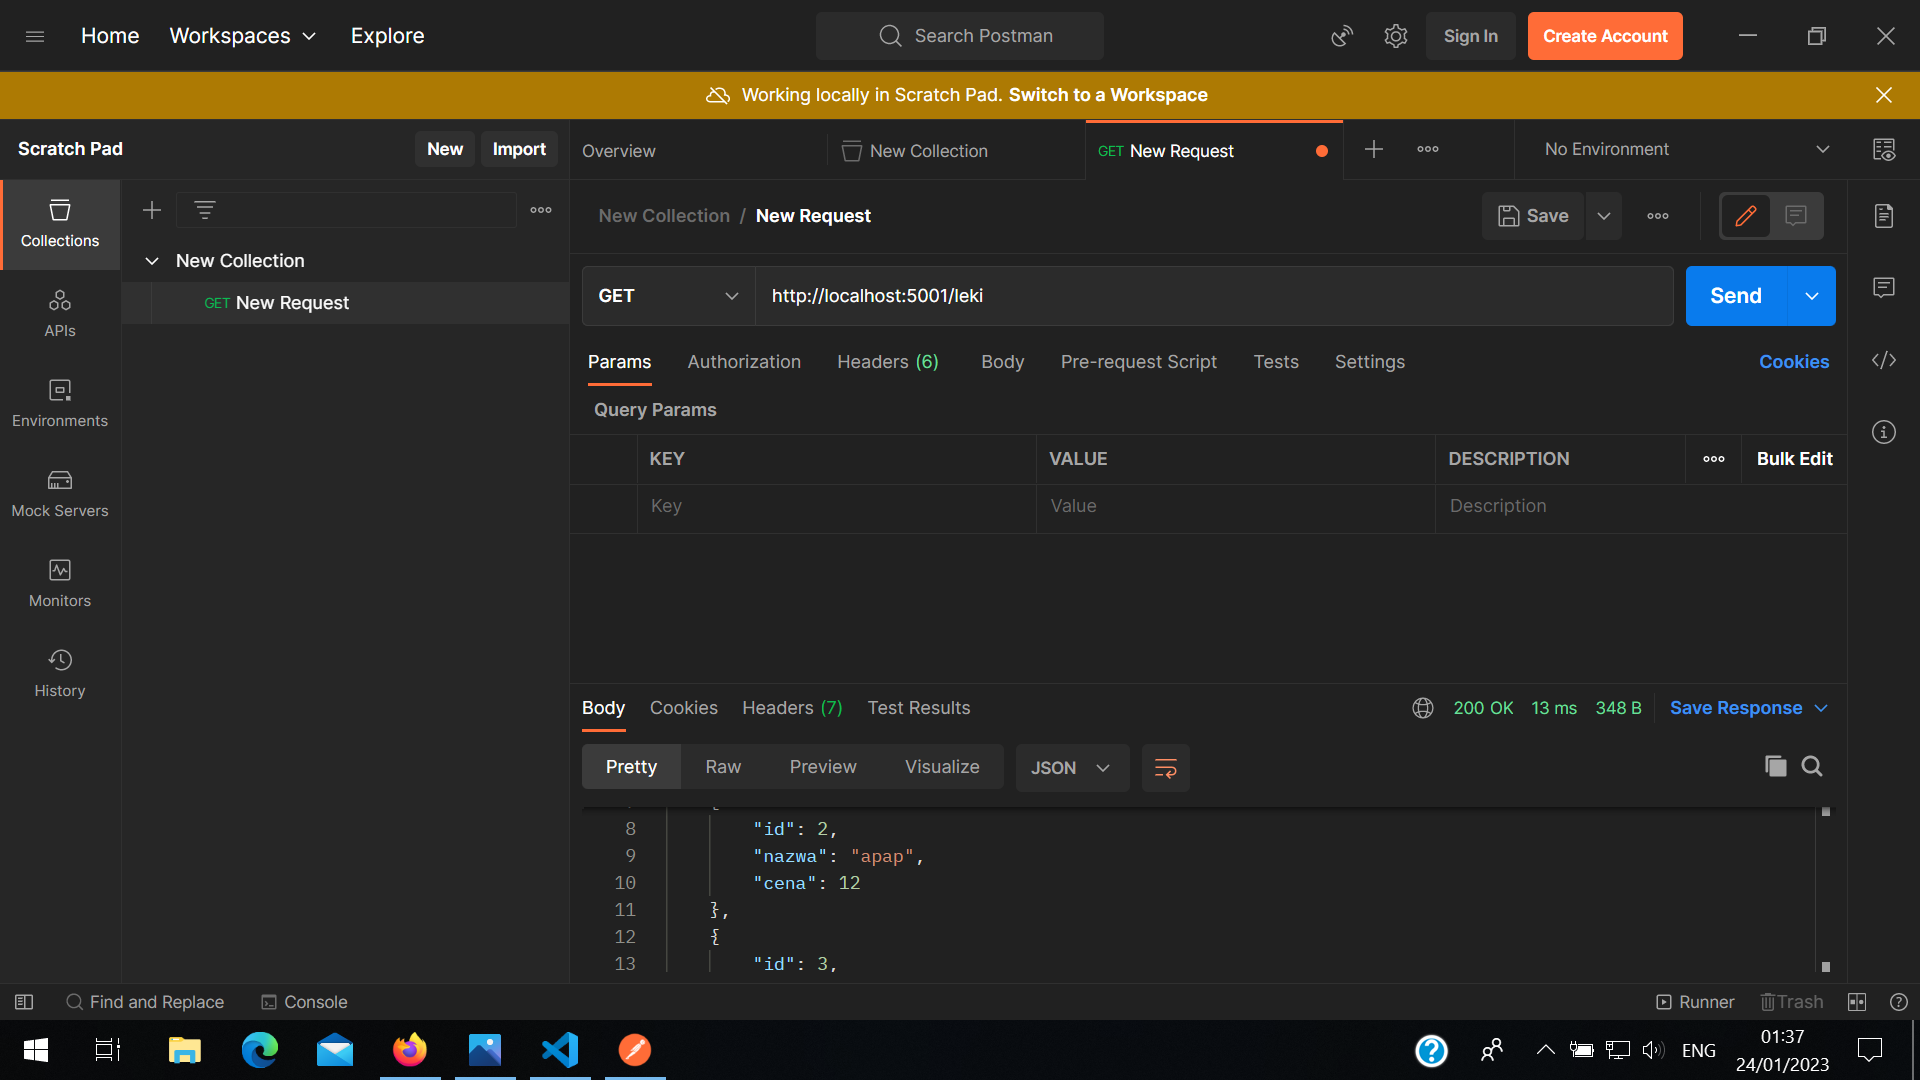 Home Workspaces Explore Search Postman Sign In Create Account
Working locally in Scratch Pad. Switch to a Workspace
Scratch Pad New Import Overview New Collection GET New Request No Environment
Collections
APIs
Environments
Mock Servers
Monitors
History
New Collection
GET New Request
New Collection / New Request Save
GET http://localhost:5001/leki Send
Params Authorization Headers (6) Body Pre-request Script Tests Settings Cookies
Query Params
KEY VALUE DESCRIPTION Bulk Edit
Key Value Description
Body Cookies Headers (7) Test Results 200 OK 13 ms 348 B Save Response
Pretty Raw Preview Visualize JSON
8 "id": 2,
9 "nazwa": "apap",
10 "cena": 12
11 },
12 {
13 "id": 3,
Find and Replace Console Runner Trash
ENG 01:37
24/01/2023